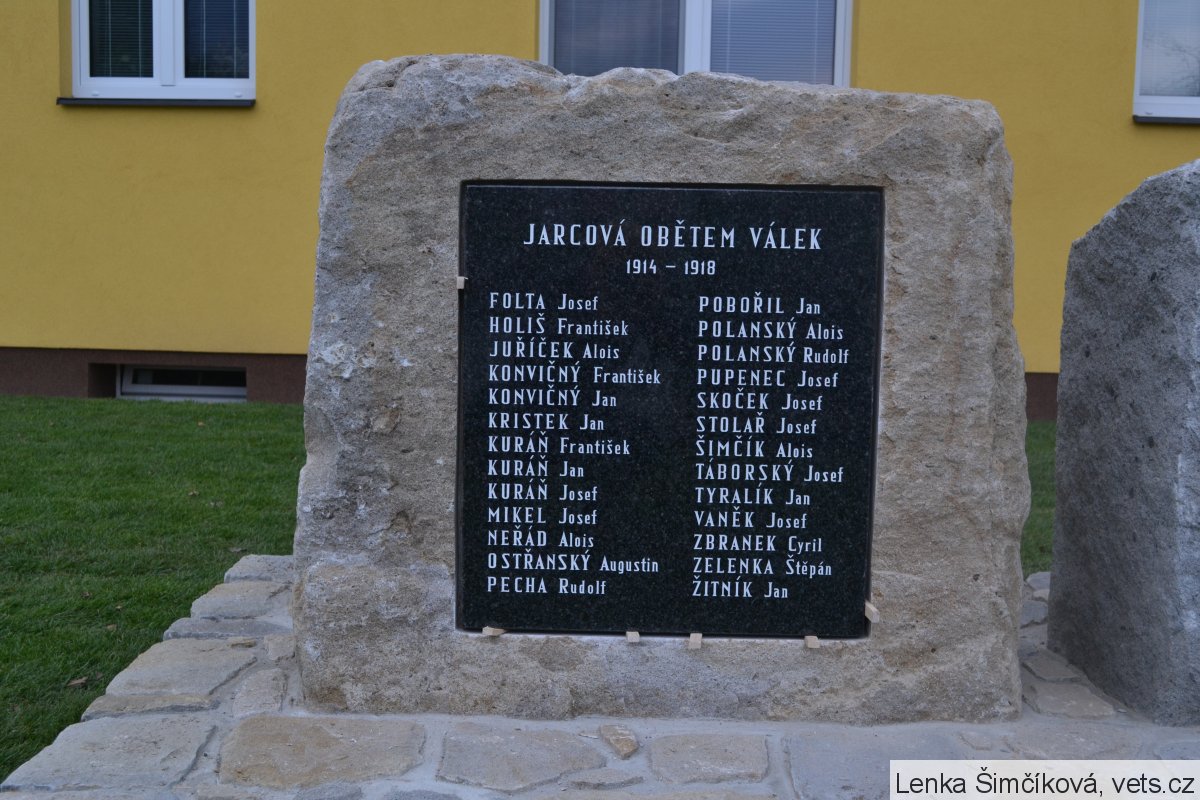 JARCOVÁ OBĚTEM VÁLEK
1914 – 1918
FOLTA Josef
HOLIŠ František
JUŘÍČEK Alois
KONVIČNÝ František
KONVIČNÝ Jan
KRISTEK Jan
KURÁŇ František
KURÁŇ Jan
KURÁŇ Josef
MIKEL Josef
NEŘÁD Alois
OSTŘANSKÝ Augustin
PECHA Rudolf
POBOŘIL Jan
POLANSKÝ Alois
POLANSKÝ Rudolf
PUPENEC Josef
SKOČEK Josef
STOLAŘ Josef
ŠIMČÍK Alois
TÁBORSKÝ Josef
TYRALÍK Jan
VANĚK Josef
ZBRANEK Cyril
ZELENKA Štěpán
ŽITNÍK Jan
Lenka Šimčíková, vets.cz